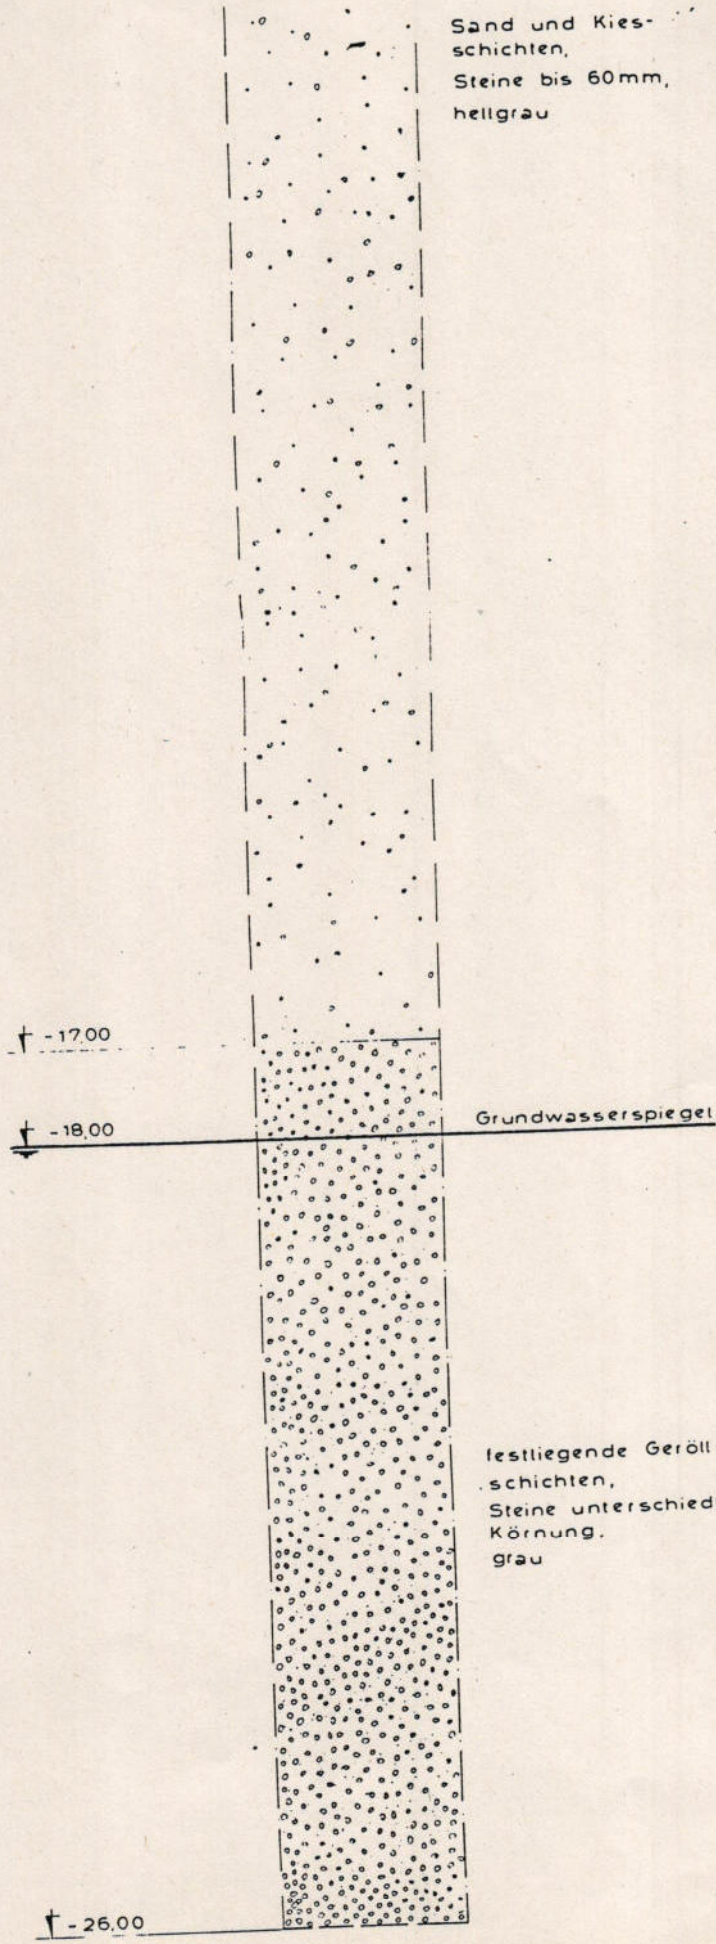 Sand und Kies-
schichten,
Steine bis 60mm,
hellgrau
-17,00
-18,00
Grundwasserspiegel
festliegende Geröll
schichten,
Steine unterschied
Körnung.
grau
-26,00